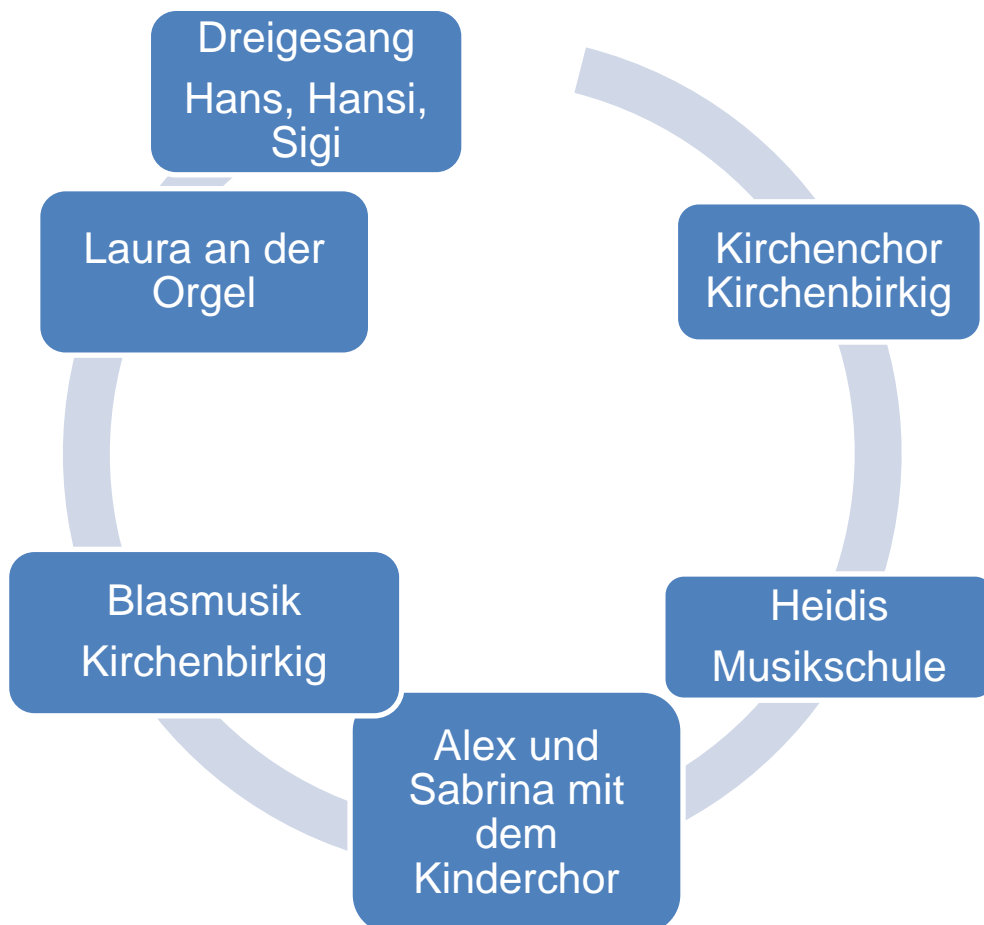 Dreigesang
Hans, Hansi,
Sigi
Kirchenchor
Kirchenbirkig
Heidis
Musikschule
Alex und
Sabrina mit
dem
Kinderchor
Blasmusik
Kirchenbirkig
Laura an der
Orgel